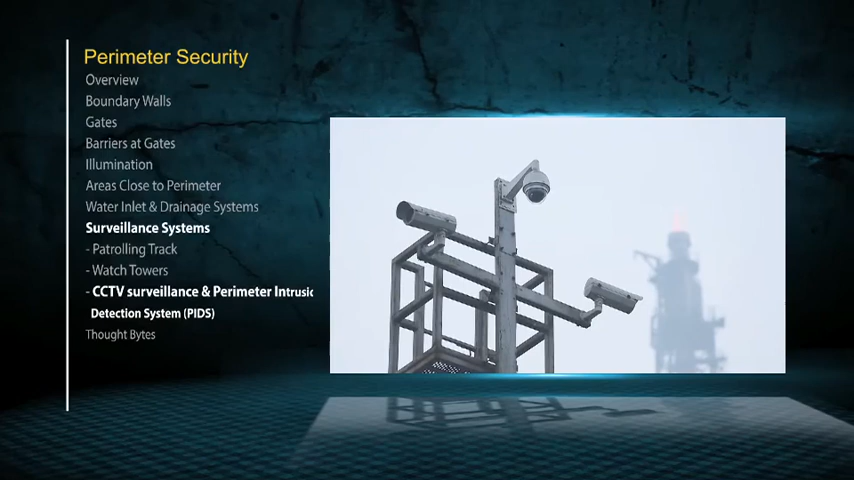 Perimeter Security
Overview
Boundary Walls
Gates
Barriers at Gates
Illumination
Areas Close to Perimeter
Water Inlet & Drainage Systems
Surveillance Systems
- Patrolling Track
- Watch Towers
- CCTV surveillance & Perimeter Intrusic
Detection System (PIDS)
Thought Bytes